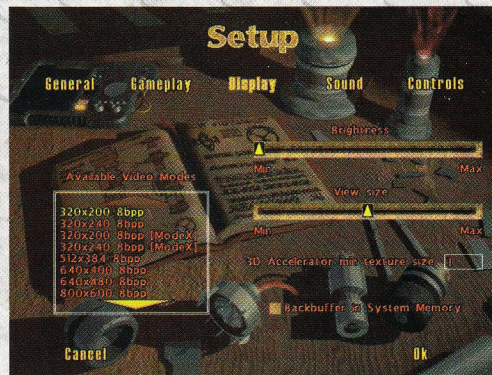 Setup
General Gameplay Display Sound Controls
Brightness
Min Max
Available Video Modes
View size
Min Max
320x200 8bpp
320x240 8bpp
320x200 8bpp [ModeX]
320x240 8bpp [ModeX]
512x384 8bpp
640x400 8bpp
640x480 8bpp
800x600 8bpp
3D Accelerator min texture size 1
Backbuffer in System Memory
Cancel Ok